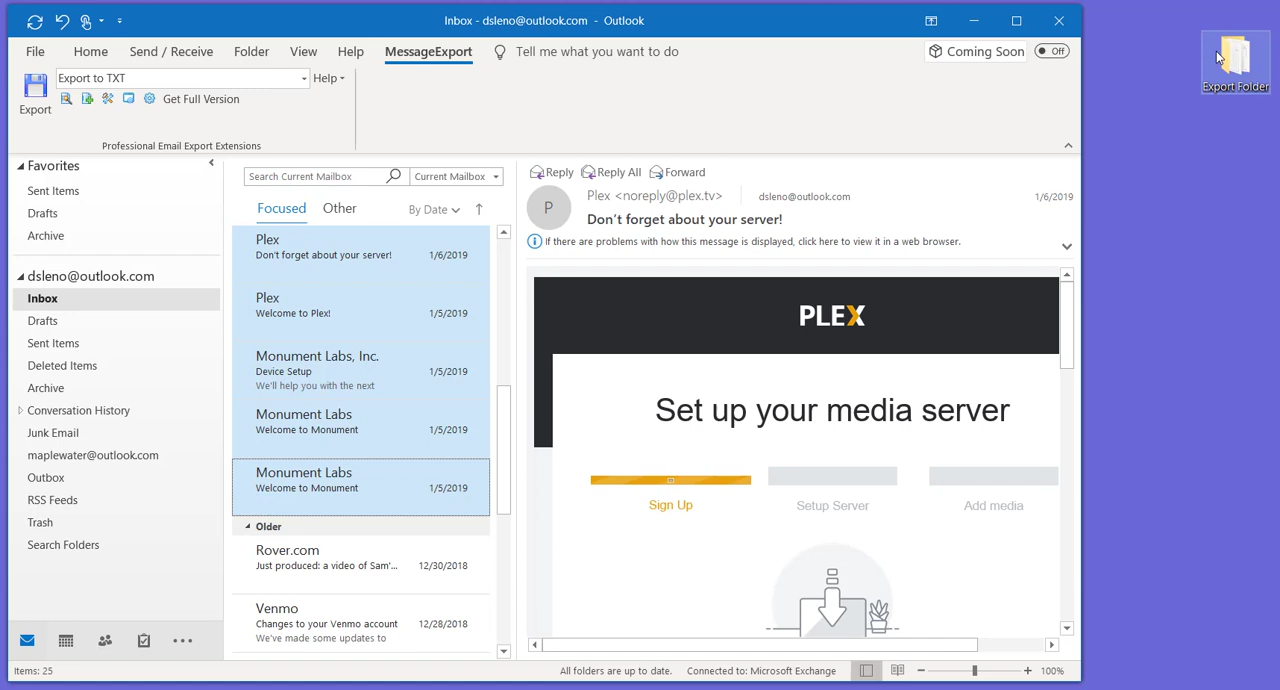 Inbox - dsleno@outlook.com - Outlook
File Home Send / Receive Folder View Help MessageExport Tell me what you want to do Coming Soon Off
Export to TXT Help
Get Full Version
Export
Professional Email Export Extensions
Export Folder
Favorites
Sent Items
Drafts
Archive
dsleno@outlook.com
Inbox
Drafts
Sent Items
Deleted Items
Archive
Conversation History
Junk Email
maplewater@outlook.com
Outbox
RSS Feeds
Trash
Search Folders
Search Current Mailbox Current Mailbox
Focused Other By Date
Plex
Don't forget about your server! 1/6/2019
Plex
Welcome to Plex! 1/5/2019
Monument Labs, Inc.
Device Setup 1/5/2019
We'll help you with the next
Monument Labs
Welcome to Monument 1/5/2019
Monument Labs
Welcome to Monument 1/5/2019
Older
Rover.com
Just produced: a video of Sam'... 12/30/2018
Venmo
Changes to your Venmo account 12/28/2018
We've made some updates to
Reply Reply All Forward
P
Plex <noreply@plex.tv> dsleno@outlook.com 1/6/2019
Don't forget about your server!
If there are problems with how this message is displayed, click here to view it in a web browser.
PLEX
Set up your media server
Sign Up Setup Server Add media
Items: 25 All folders are up to date. Connected to: Microsoft Exchange 100%